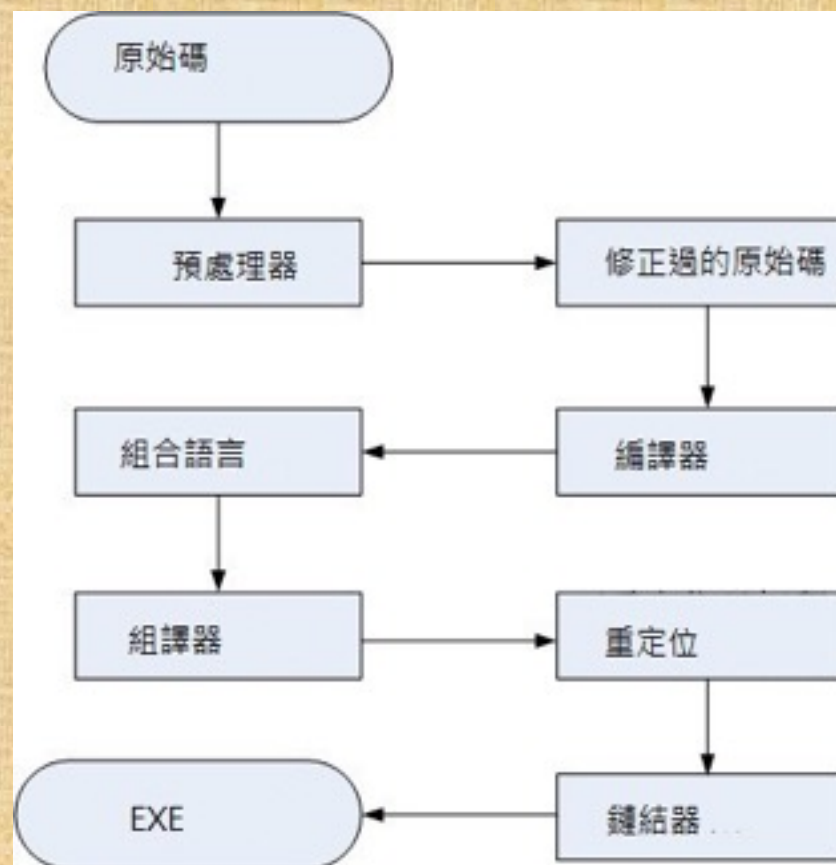 原始碼
預處理器
修正過的原始碼
組合語言
編譯器
組譯器
重定位
EXE
鏈結器 ...